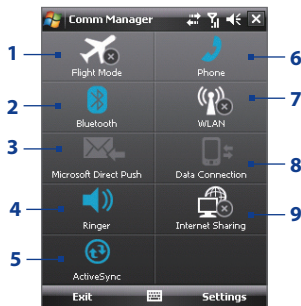 Comm Manager
1
Flight Mode
Phone
6
2
Bluetooth
WLAN
7
3
Microsoft Direct Push
Data Connection
8
4
Ringer
Internet Sharing
9
5
ActiveSync
Exit
Settings